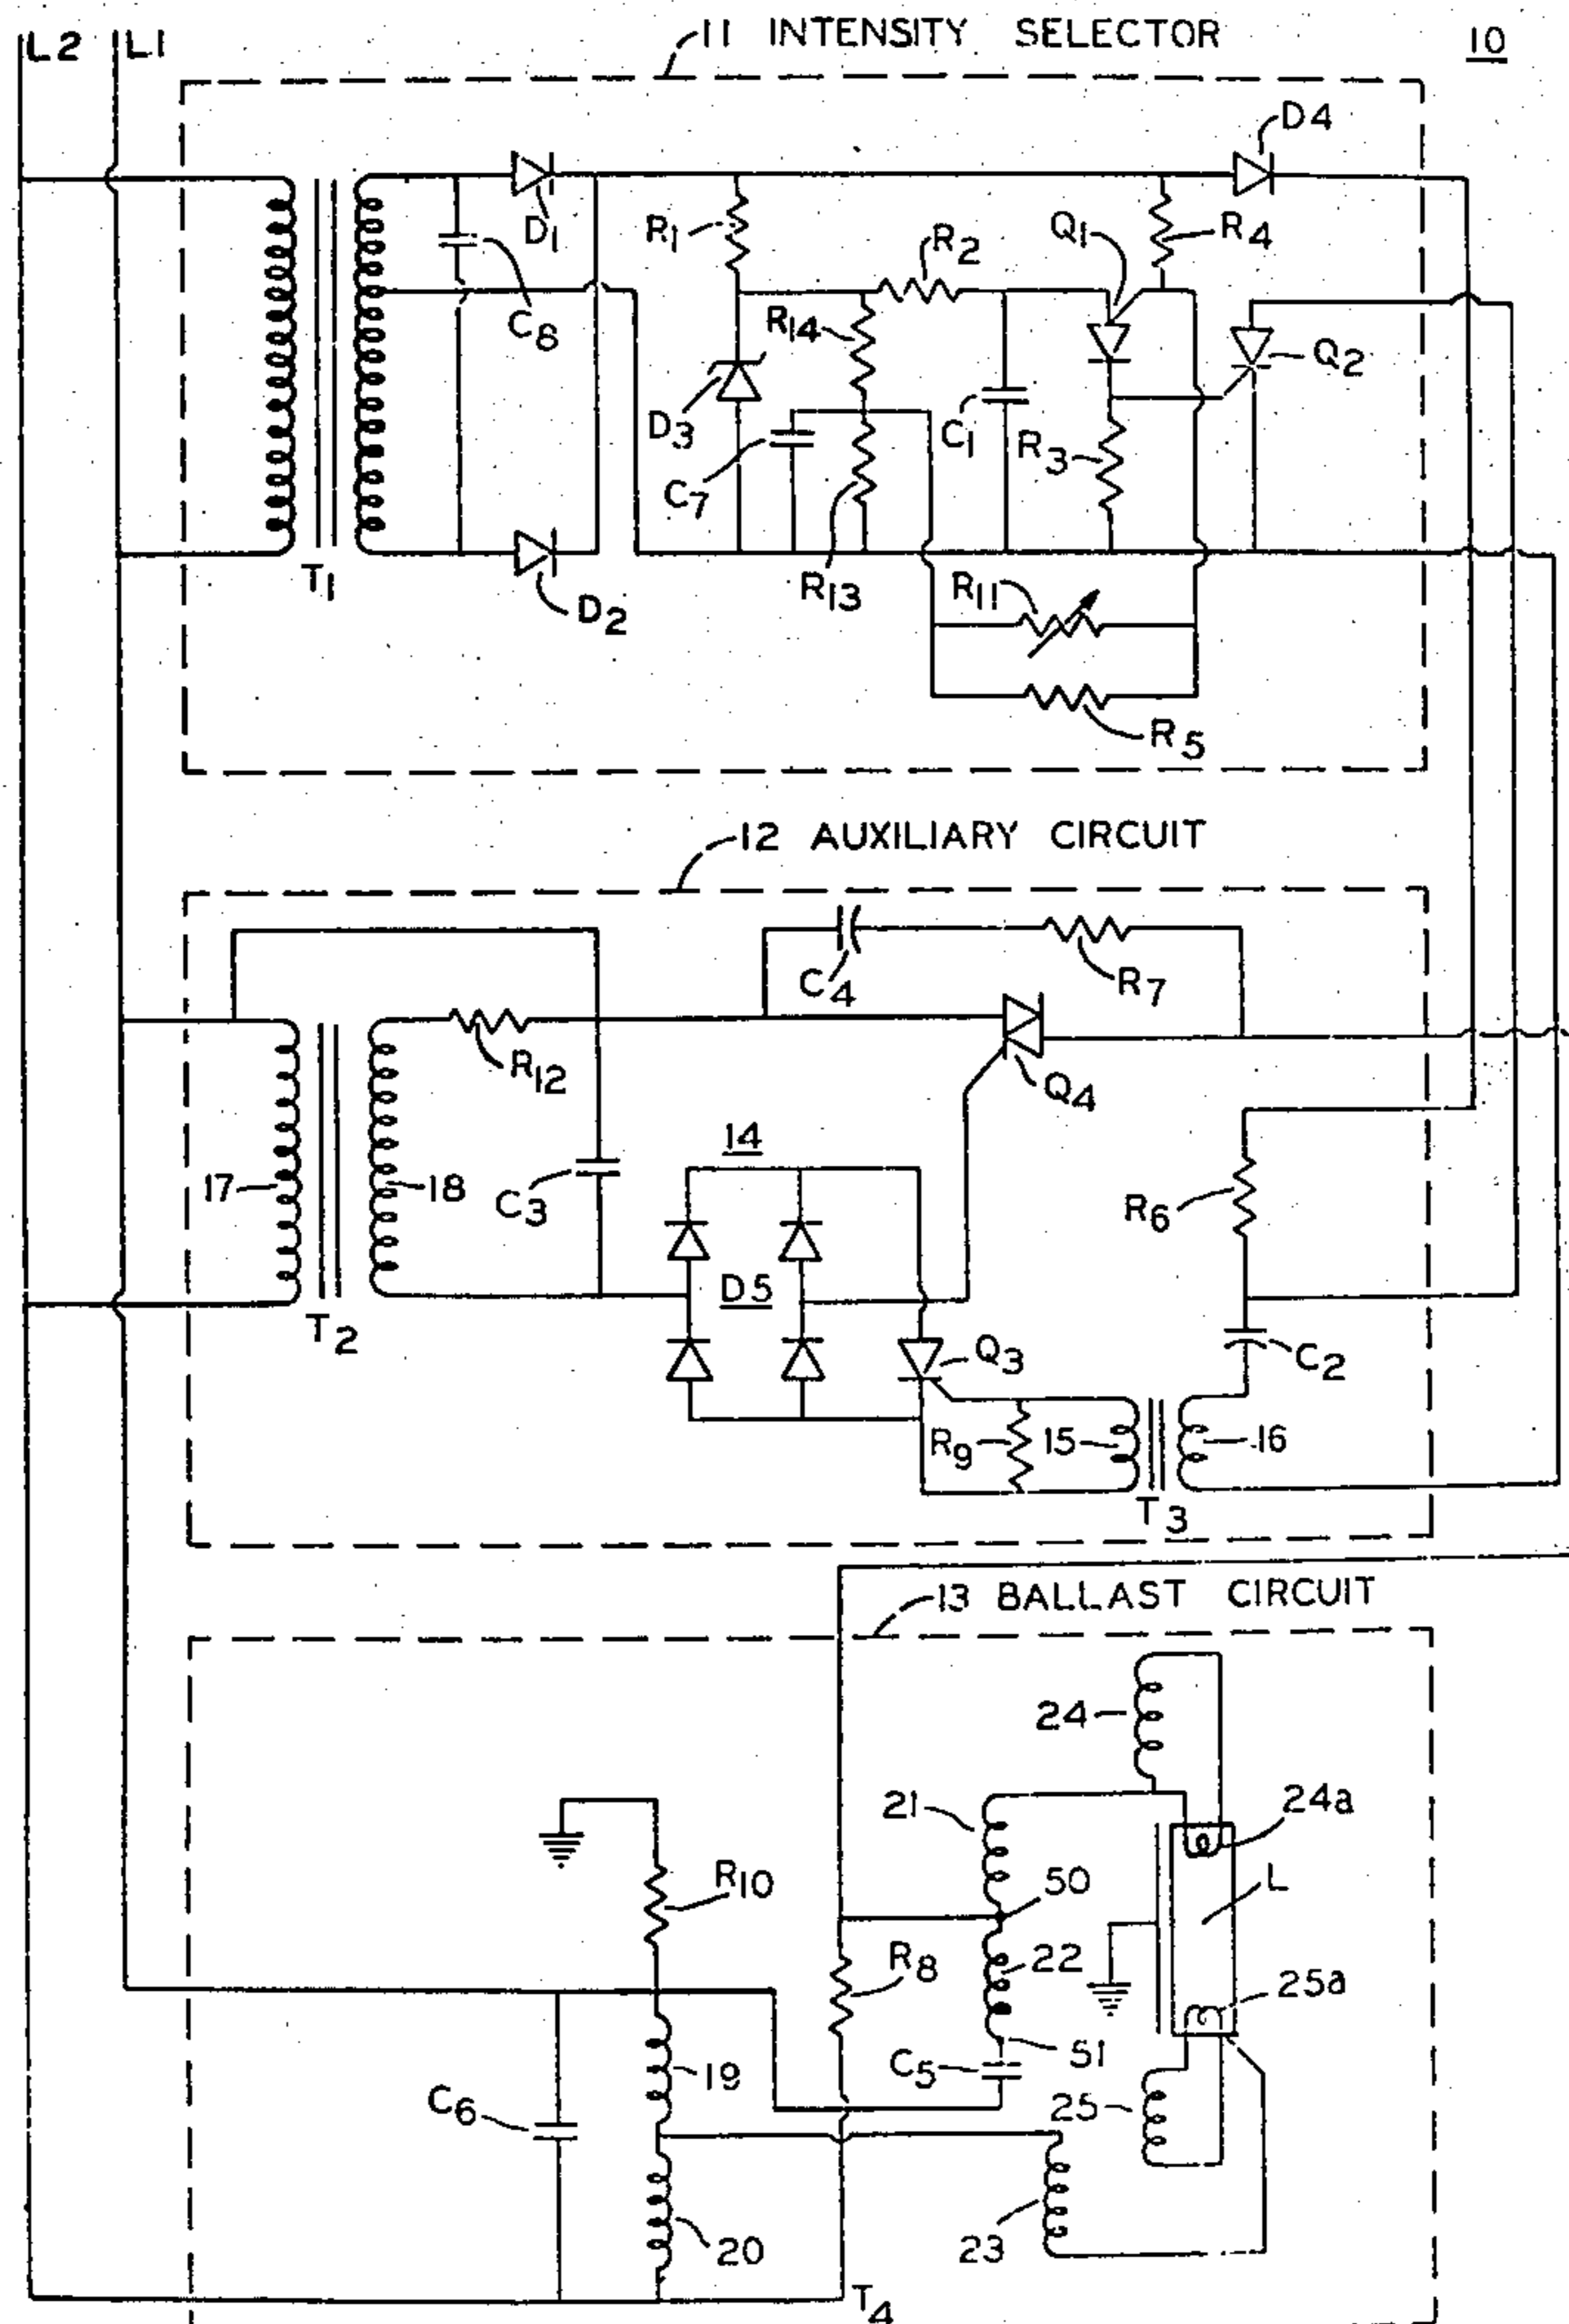 L2 L1
11 INTENSITY SELECTOR
10
D4
D1
R1
R2
Q1
R4
C6
R14
Q2
D3
C1
R3
C7
T1
R13
R11
D2
R5
12 AUXILIARY CIRCUIT
C4
R7
R12
Q4
14
17
18
C3
R6
D5
T2
Q3
C2
R9
15
16
T3
13 BALLAST CIRCUIT
24
21
24a
R10
50
L
R8
22
25a
51
C5
19
C6
25
20
23
T4